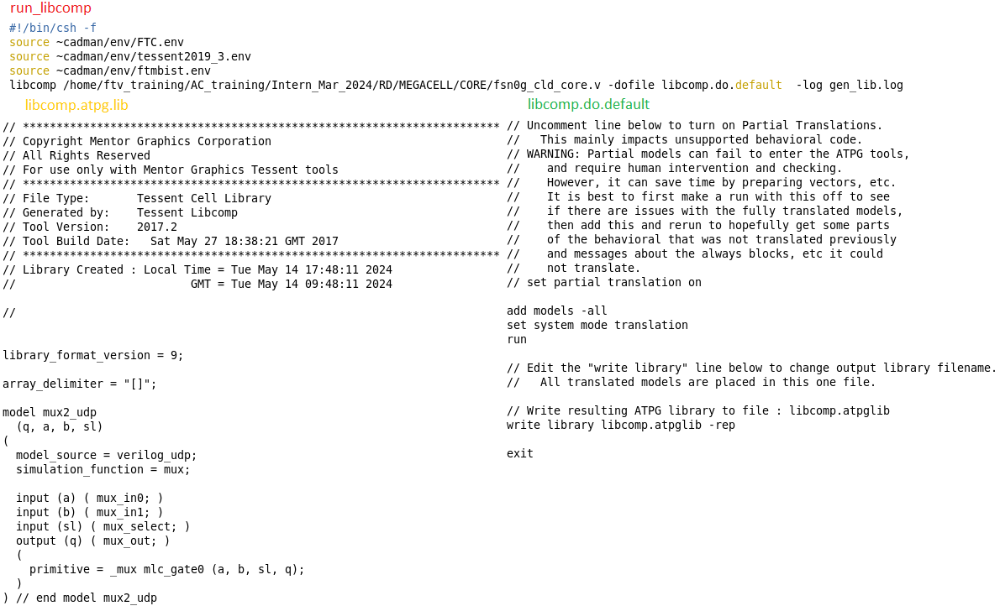 run_libcomp
#!/bin/csh -f
source ~cadman/env/FTC.env
source ~cadman/env/tessent2019_3.env
source ~cadman/env/ftmbist.env
libcomp /home/ftv_training/AC_training/Intern_Mar_2024/RD/MEGACELL/CORE/fsn0g_cld_core.v -dofile libcomp.do.default  -log gen_lib.log
libcomp.atpg.lib
// ***********************************************************************
// Copyright Mentor Graphics Corporation
// All Rights Reserved
// For use only with Mentor Graphics Tessent tools
// ***********************************************************************
// File Type:       Tessent Cell Library
// Generated by:    Tessent Libcomp
// Tool Version:    2017.2
// Tool Build Date:   Sat May 27 18:38:21 GMT 2017
// ***********************************************************************
// Library Created : Local Time = Tue May 14 17:48:11 2024
//                          GMT = Tue May 14 09:48:11 2024
//
library_format_version = 9;
array_delimiter = "[]";
model mux2_udp
  (q, a, b, sl)
(
  model_source = verilog_udp;
  simulation_function = mux;
  input (a) ( mux_in0; )
  input (b) ( mux_in1; )
  input (sl) ( mux_select; )
  output (q) ( mux_out; )
  (
    primitive = _mux mlc_gate0 (a, b, sl, q);
  )
) // end model mux2_udp
libcomp.do.default
// Uncomment line below to turn on Partial Translations.
//   This mainly impacts unsupported behavioral code.
// WARNING: Partial models can fail to enter the ATPG tools,
//    and require human intervention and checking.
//    However, it can save time by preparing vectors, etc.
//    It is best to first make a run with this off to see
//    if there are issues with the fully translated models,
//    then add this and rerun to hopefully get some parts
//    of the behavioral that was not translated previously
//    and messages about the always blocks, etc it could
//    not translate.
// set partial translation on
add models -all
set system mode translation
run
// Edit the "write library" line below to change output library filename.
//   All translated models are placed in this one file.
// Write resulting ATPG library to file : libcomp.atpglib
write library libcomp.atpglib -rep
exit